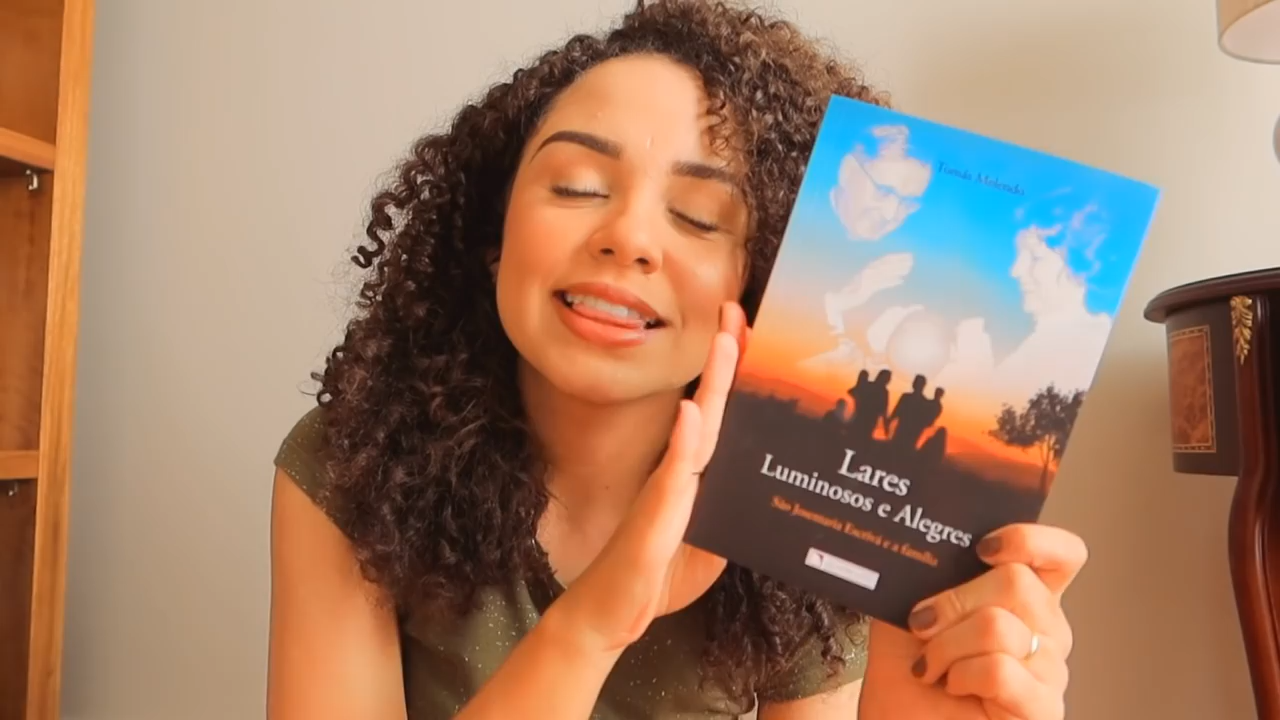 Tomás Melendo
Lares
Luminosos e Alegres
São Josemaria Escrivá e a família